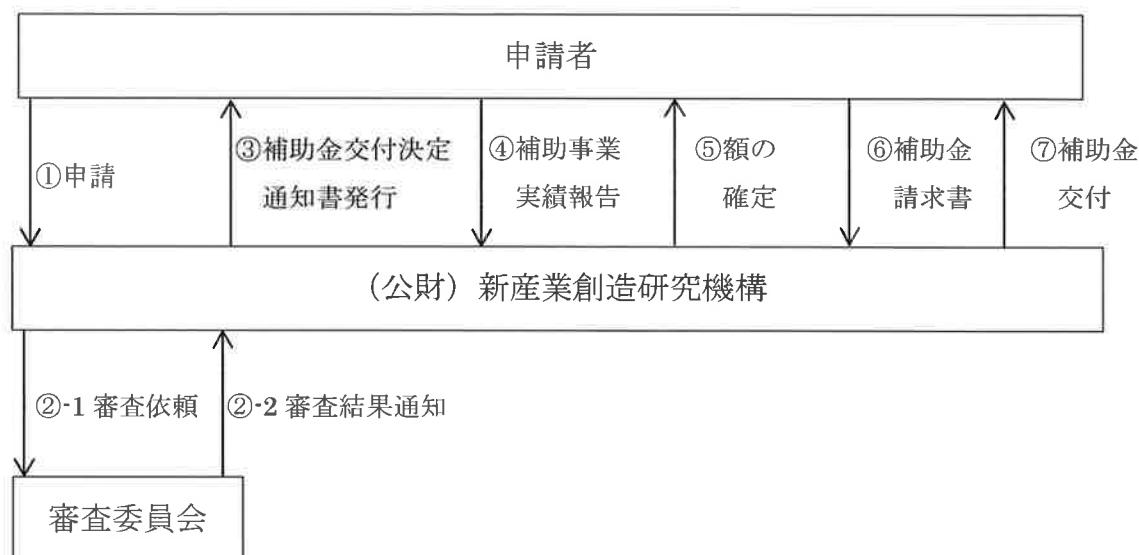 申請者
①申請
③補助金交付決定
通知書発行
④補助事業
実績報告
⑤額の
確定
⑥補助金
請求書
⑦補助金
交付
（公財）新産業創造研究機構
②-1 審査依頼
②-2 審査結果通知
審査委員会